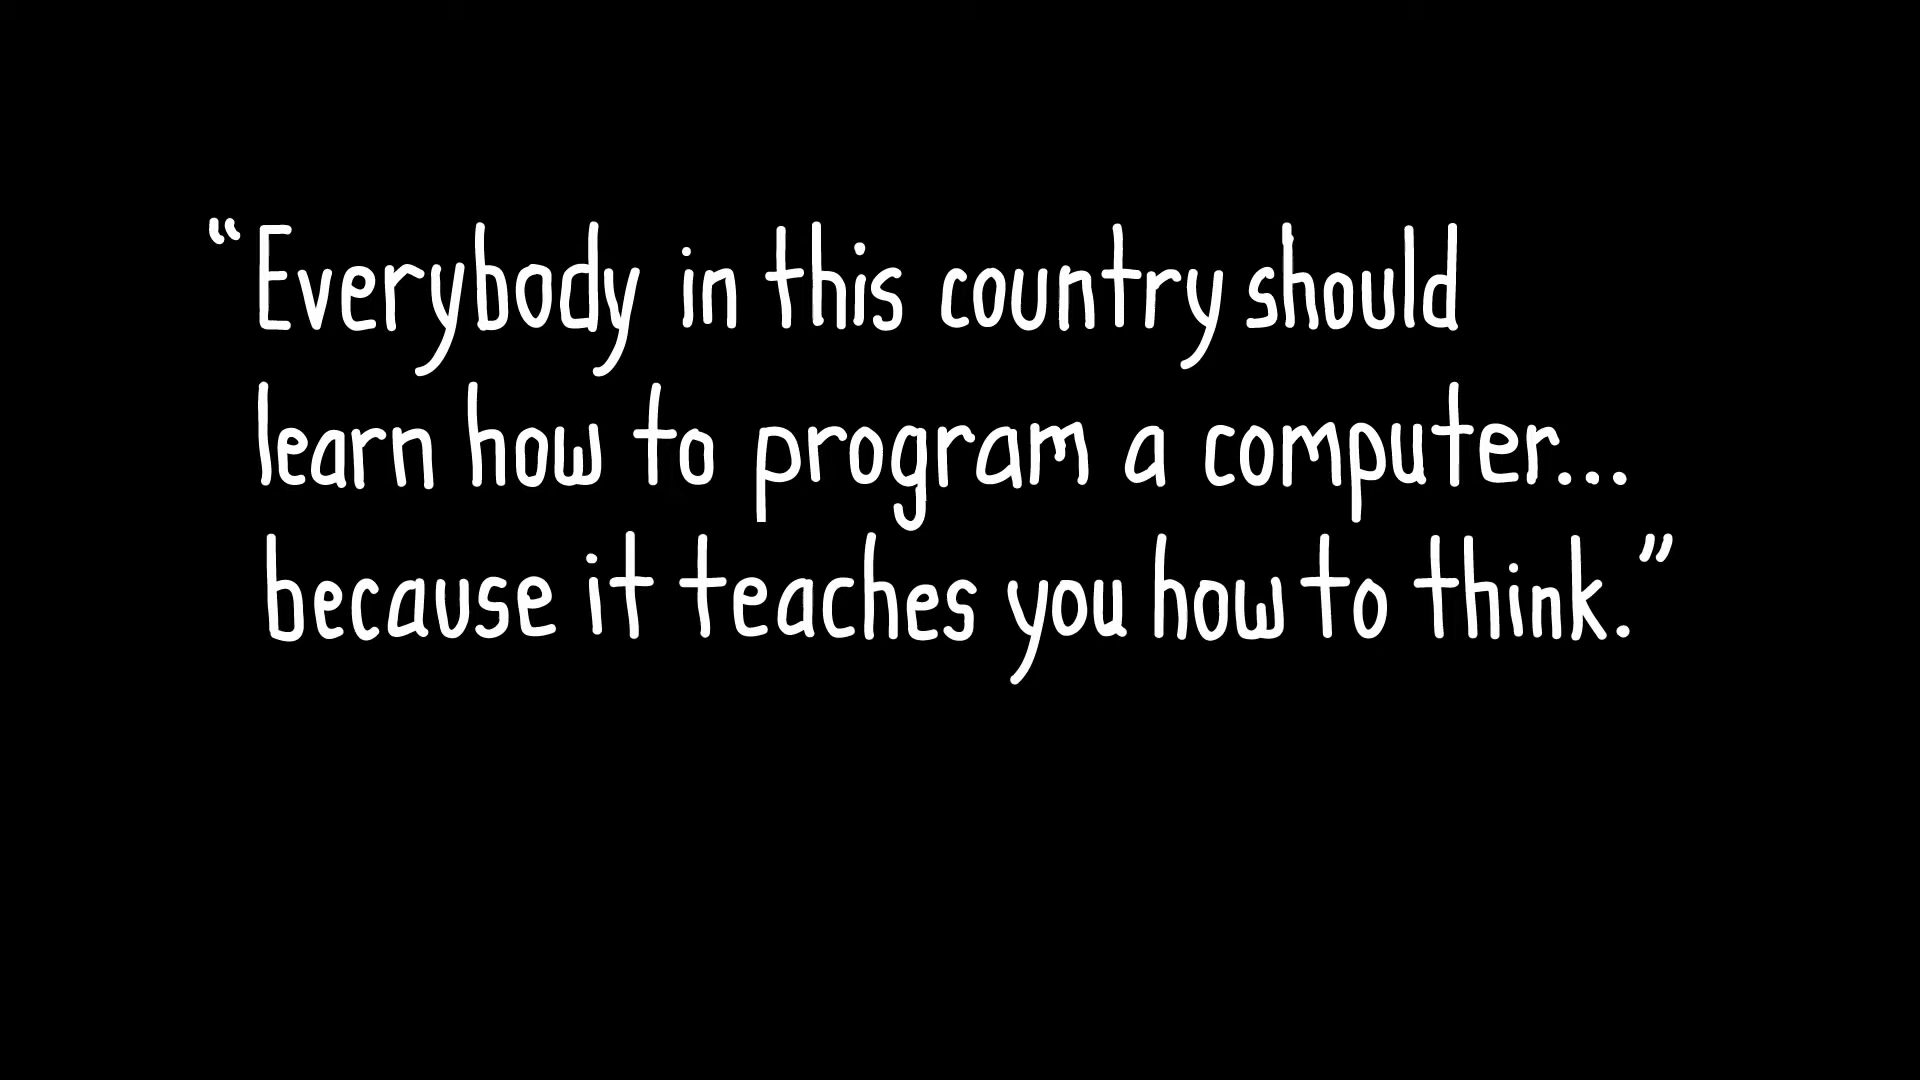 “Everybody in this country should
learn how to program a computer...
because it teaches you how to think.”